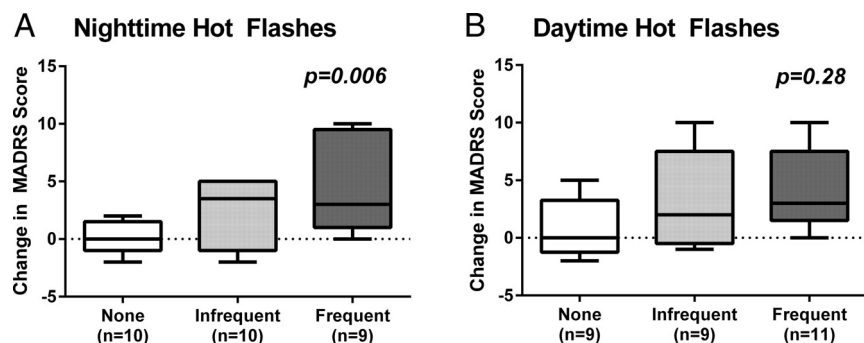 A Nighttime Hot Flashes
p=0.006
Change in MADRS Score
15
10
5
0
-5
None Infrequent Frequent
(n=10) (n=10) (n=9)
B Daytime Hot Flashes
p=0.28
Change in MADRS Score
15
10
5
0
-5
None Infrequent Frequent
(n=9) (n=9) (n=11)